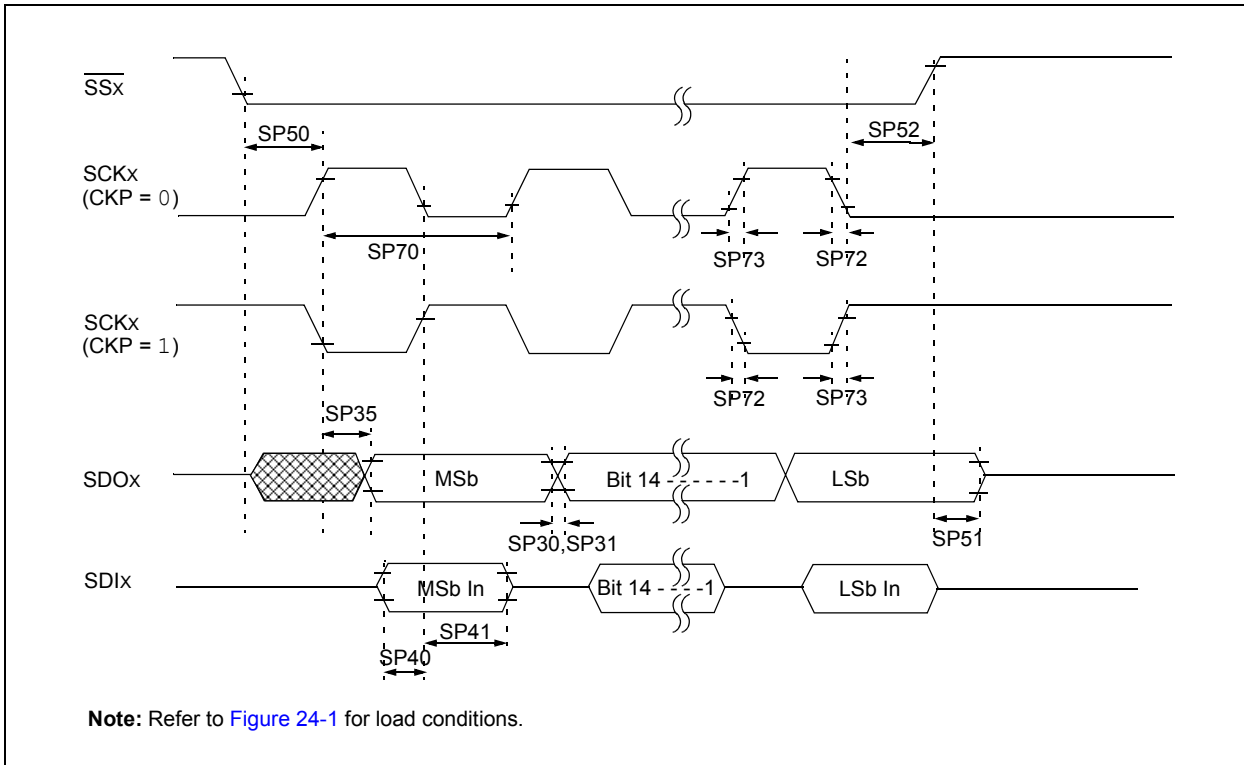 SSx
SP50
SP52
SCKx
(CKP = 0)
SP70
SP73
SP72
SCKx
(CKP = 1)
SP72
SP73
SP35
SDOx
MSb
Bit 14 - - - - - -1
LSb
SP30,SP31
SP51
SDIx
MSb In
Bit 14 - - - -1
LSb In
SP41
SP40
Note: Refer to Figure 24-1 for load conditions.